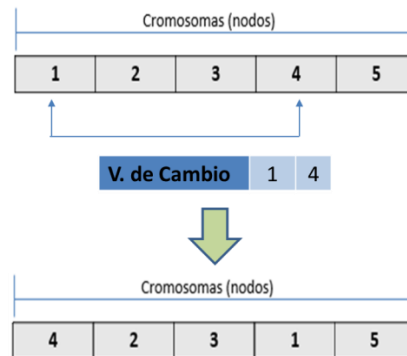 Cromosomas (nodos)
1 2 3 4 5
V. de Cambio 1 4
Cromosomas (nodos)
4 2 3 1 5